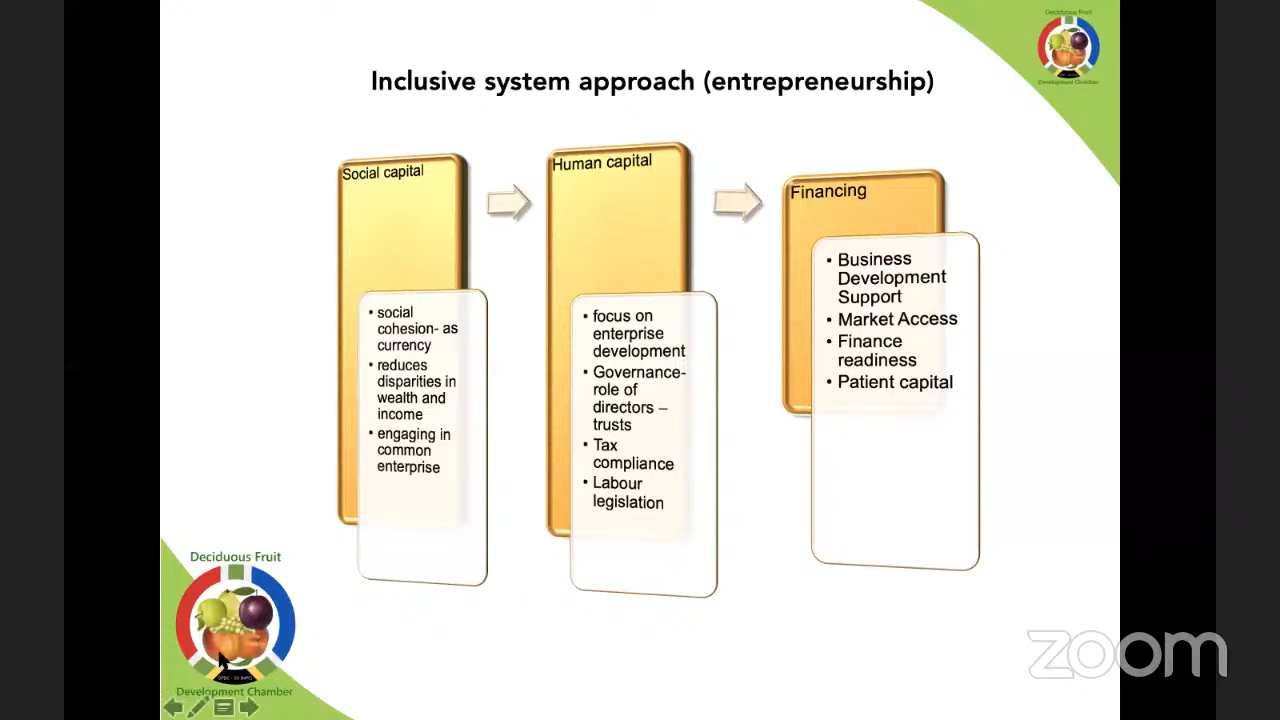 Deciduous Fruit
Development Chamber
Inclusive system approach (entrepreneurship)
Social capital
• social
cohesion- as
currency
• reduces
disparities in
wealth and
income
• engaging in
common
enterprise
Human capital
• focus on
enterprise
development
• Governance-
role of
directors –
trusts
• Tax
compliance
• Labour
legislation
Financing
• Business
Development
Support
• Market Access
• Finance
readiness
• Patient capital
Deciduous Fruit
Development Chamber
zoom